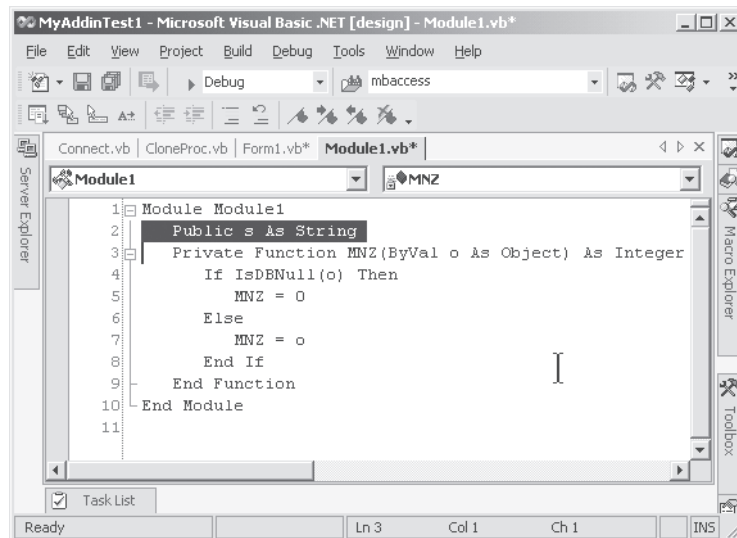 MyAddinTest1 - Microsoft Visual Basic .NET [design] - Module1.vb*
File Edit View Project Build Debug Tools Window Help
Debug mbaccess
Connect.vb | CloneProc.vb | Form1.vb* Module1.vb*
Module1 MNZ
Server Explorer
1 Module Module1
2 Public s As String
3 Private Function MNZ(ByVal o As Object) As Integer
4 If IsDBNull(o) Then
5 MNZ = 0
6 Else
7 MNZ = o
8 End If
9 End Function
10 End Module
11
Macro Explorer
Toolbox
Task List
Ready Ln 3 Col 1 Ch 1 INS